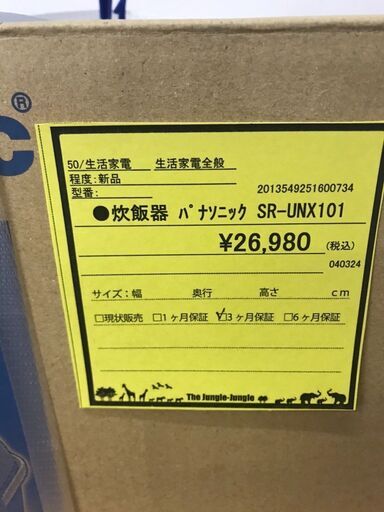 ®
C
50/生活家電 生活家電全般
程度:新品
型番:
2013549251600734
●炊飯器 ﾊﾟﾅｿﾆｯｸ SR-UNX101
¥26,980 (税込)
040324
サイズ:幅 奥行 高さ cm
□現状販売 □1ヶ月保証 ☑3ヶ月保証 □6ヶ月保証
The Jungle-Jungle